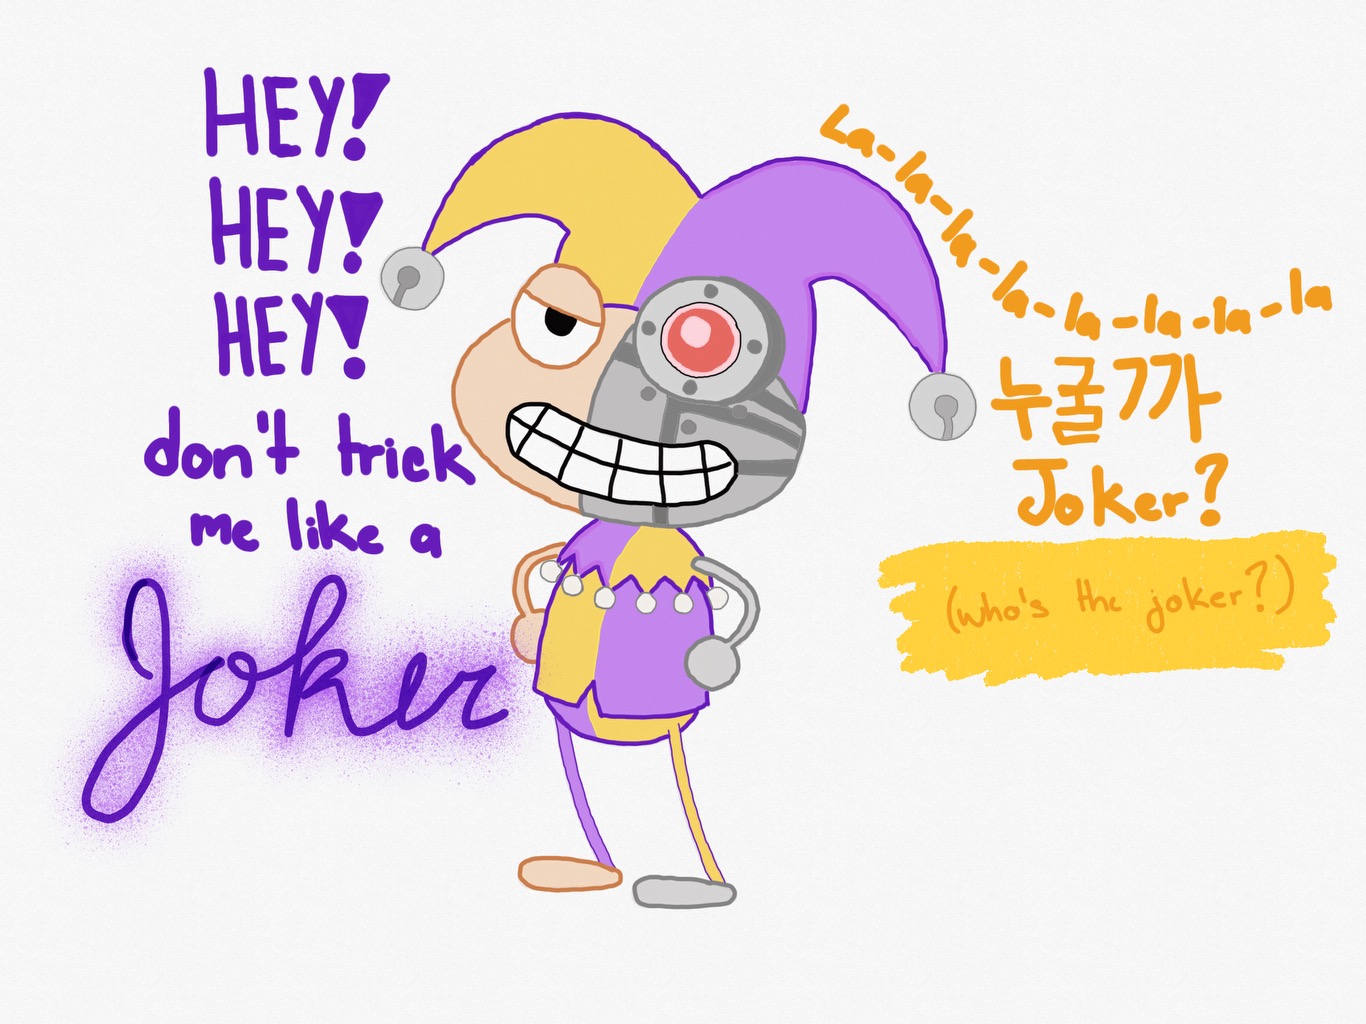 HEY!
HEY!
HEY!
don't trick
me like a
Joker
La-la-la-la-la-la-la-la
누굴까
Joker?
(who's the joker?)